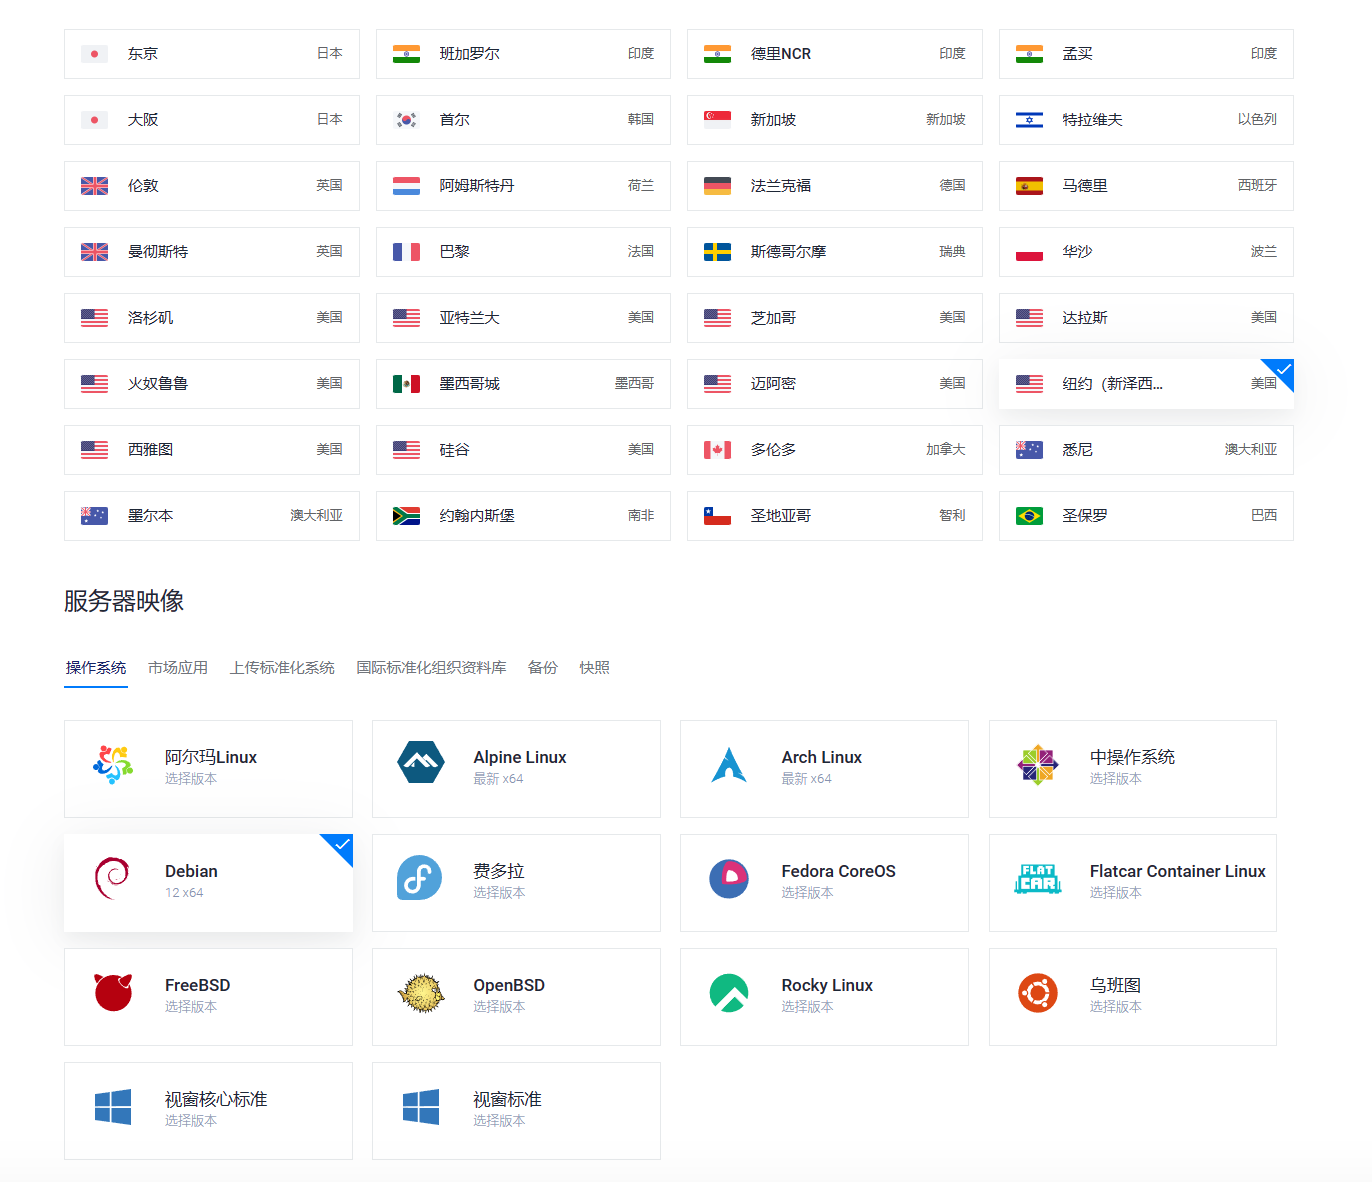 东京 日本 班加罗尔 印度 德里NCR 印度 孟买 印度
大阪 日本 首尔 韩国 新加坡 新加坡 特拉维夫 以色列
伦敦 英国 阿姆斯特丹 荷兰 法兰克福 德国 马德里 西班牙
曼彻斯特 英国 巴黎 法国 斯德哥尔摩 瑞典 华沙 波兰
洛杉矶 美国 亚特兰大 美国 芝加哥 美国 达拉斯 美国
火奴鲁鲁 美国 墨西哥城 墨西哥 迈阿密 美国 纽约（新泽西... 美国
西雅图 美国 硅谷 美国 多伦多 加拿大 悉尼 澳大利亚
墨尔本 澳大利亚 约翰内斯堡 南非 圣地亚哥 智利 圣保罗 巴西
服务器映像
操作系统 市场应用 上传标准化系统 国际标准化组织资料库 备份 快照
阿尔玛Linux Alpine Linux Arch Linux 中操作系统
选择版本 最新 x64 最新 x64 选择版本
Debian 费多拉 Fedora CoreOS Flatcar Container Linux
12 x64 选择版本 选择版本 FLAT CAR 选择版本
FreeBSD OpenBSD Rocky Linux 乌班图
选择版本 选择版本 选择版本 选择版本
视窗核心标准 视窗标准
选择版本 选择版本